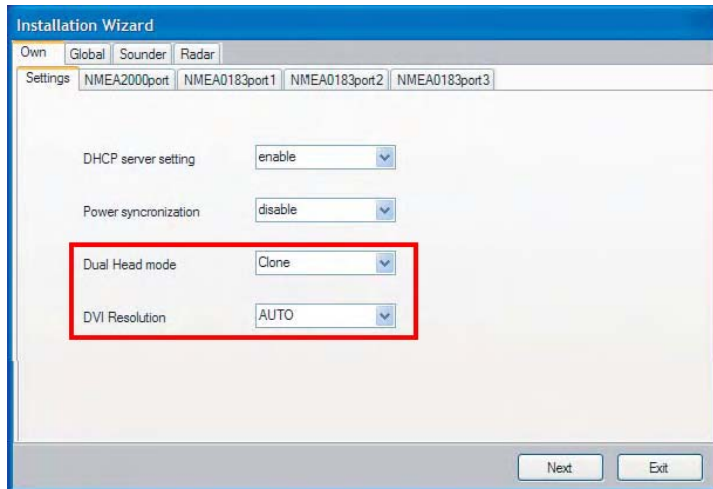 Installation Wizard
Own Global Sounder Radar
Settings NMEA2000port NMEA0183port1 NMEA0183port2 NMEA0183port3
DHCP server setting enable
Power syncronization disable
Dual Head mode Clone
DVI Resolution AUTO
Next Exit